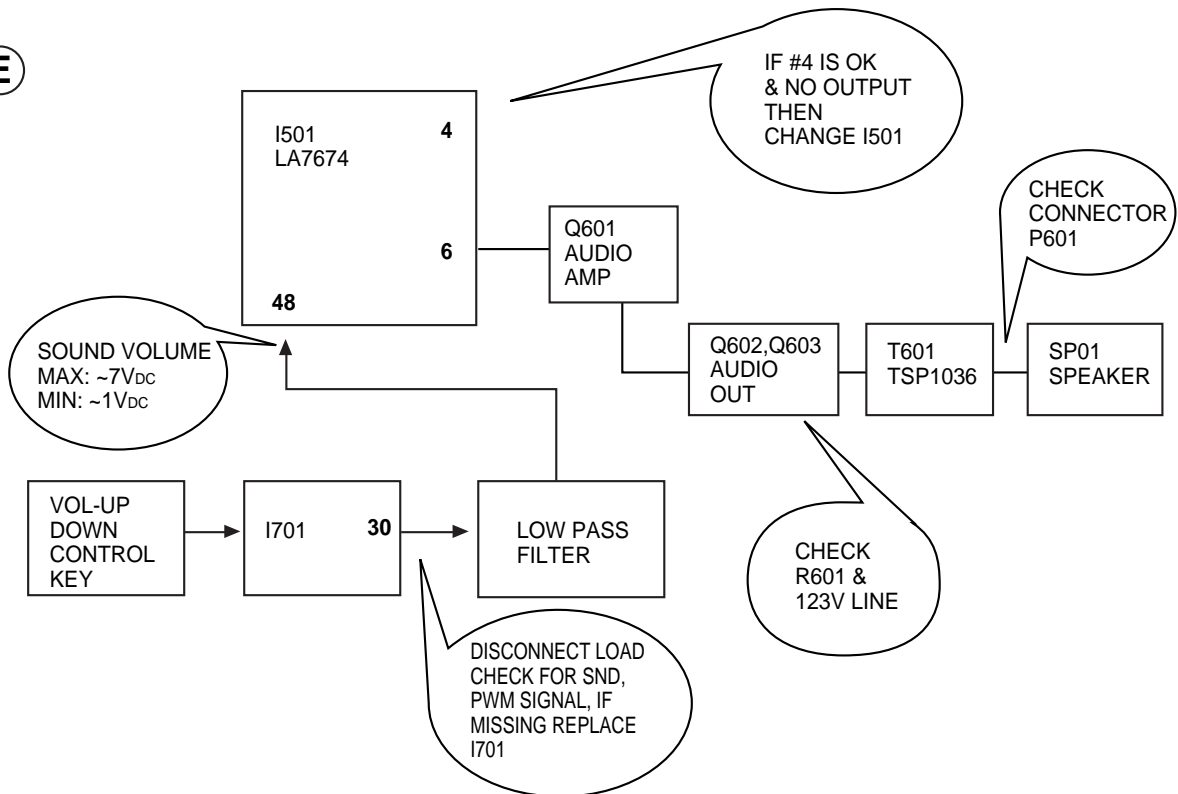 E
IF #4 IS OK
& NO OUTPUT
THEN
CHANGE I501
I501
LA7674
4
6
48
Q601
AUDIO
AMP
CHECK
CONNECTOR
P601
SOUND VOLUME
MAX: ~7VDC
MIN: ~1VDC
Q602,Q603
AUDIO
OUT
T601
TSP1036
SP01
SPEAKER
VOL-UP
DOWN
CONTROL
KEY
I701
30
LOW PASS
FILTER
CHECK
R601 &
123V LINE
DISCONNECT LOAD
CHECK FOR SND,
PWM SIGNAL, IF
MISSING REPLACE
I701